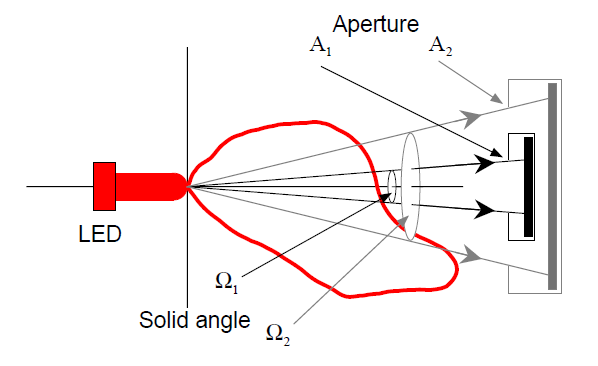 Aperture
A1 A2
LED
Ω1
Solid angle
Ω2